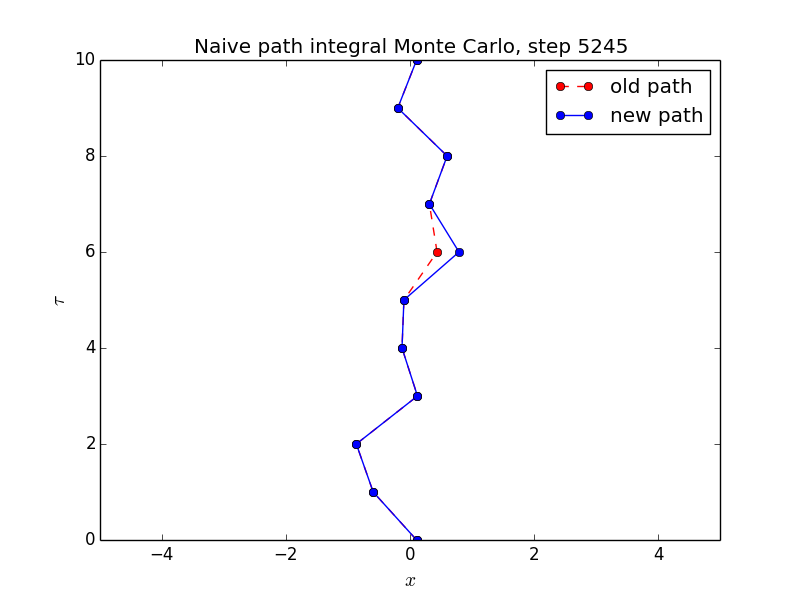 Naive path integral Monte Carlo, step 5245
old path
new path
10
8
6
4
2
0
τ
−4
−2
0
2
4
x